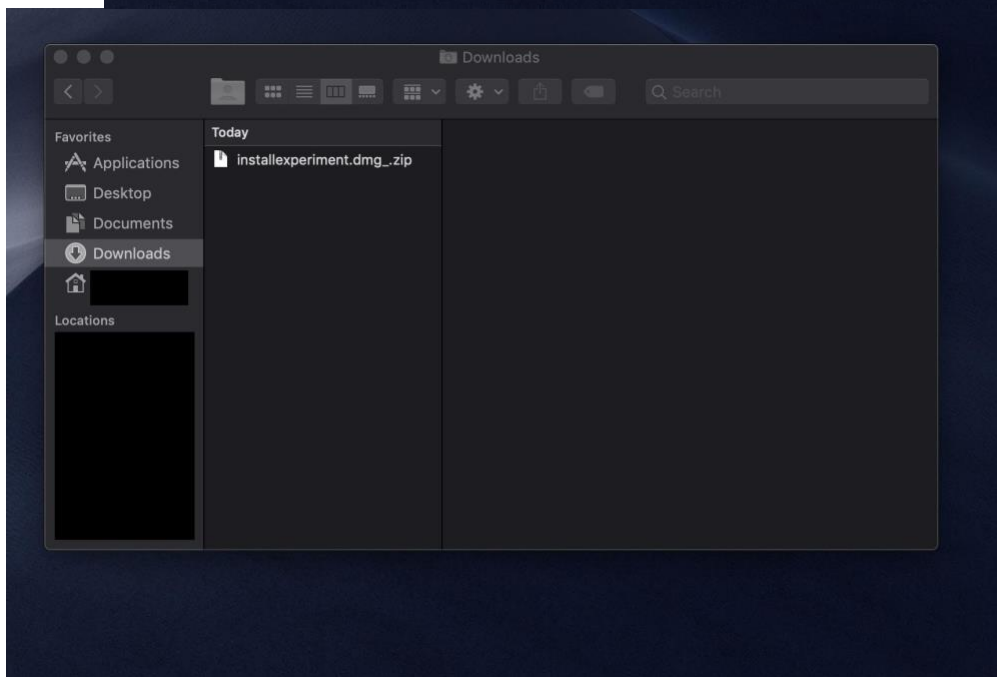 Downloads
Search
Favorites
Applications
Desktop
Documents
Downloads
Locations
Today
installexperiment.dmg_.zip